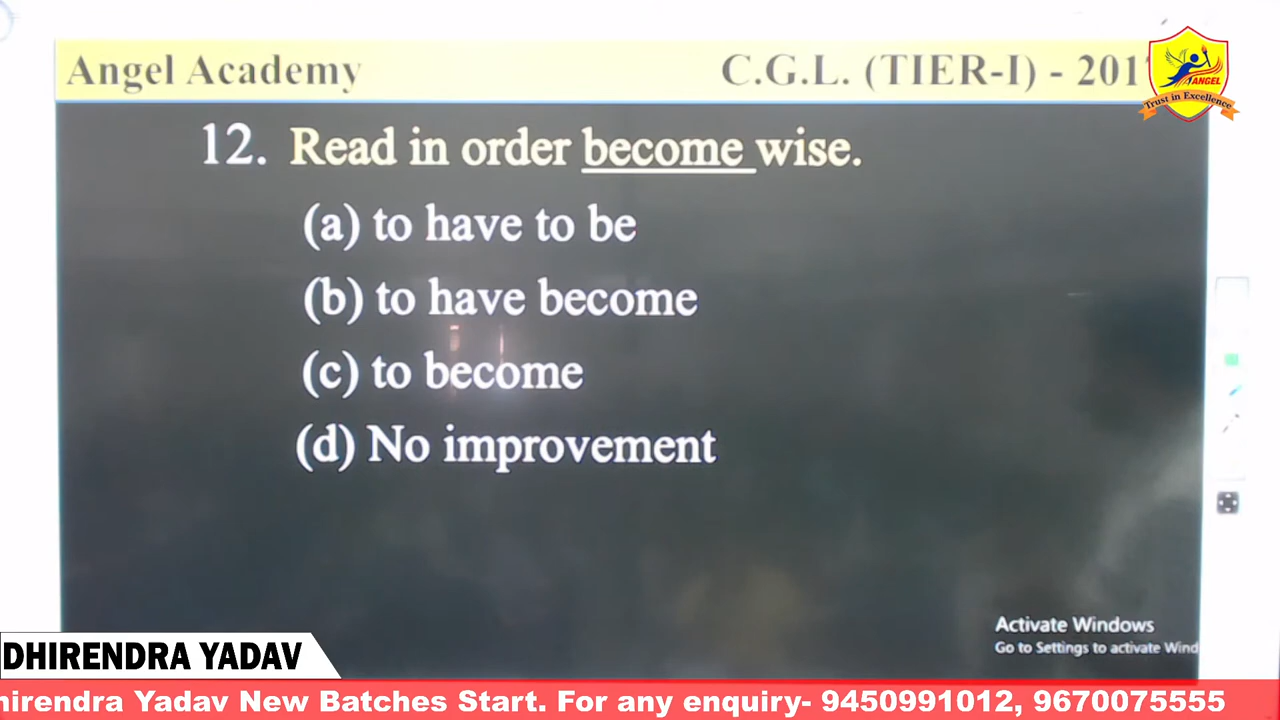 Angel Academy
C.G.L. (TIER-I) - 201
ANGEL
Trust in Excellence
12. Read in order become wise.
(a) to have to be
(b) to have become
(c) to become
(d) No improvement
Activate Windows
Go to Settings to activate Wind
DHIRENDRA YADAV
hirendra Yadav New Batches Start. For any enquiry- 9450991012, 9670075555